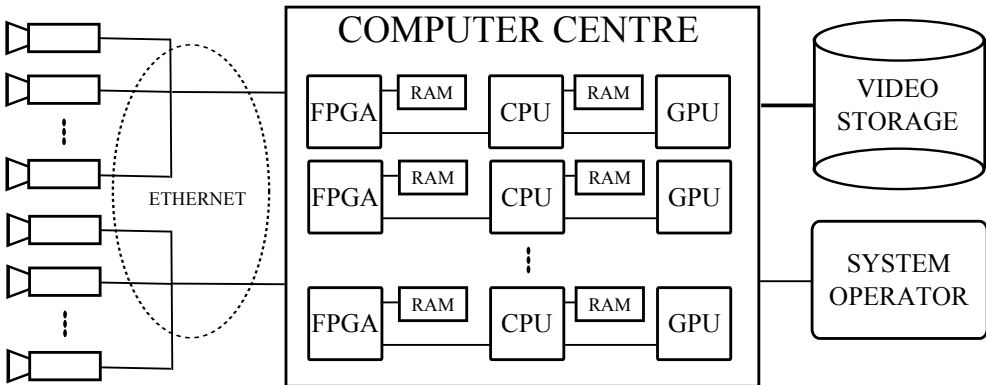 COMPUTER CENTRE
FPGA RAM CPU RAM GPU
FPGA RAM CPU RAM GPU
FPGA RAM CPU RAM GPU
ETHERNET
VIDEO
STORAGE
SYSTEM
OPERATOR